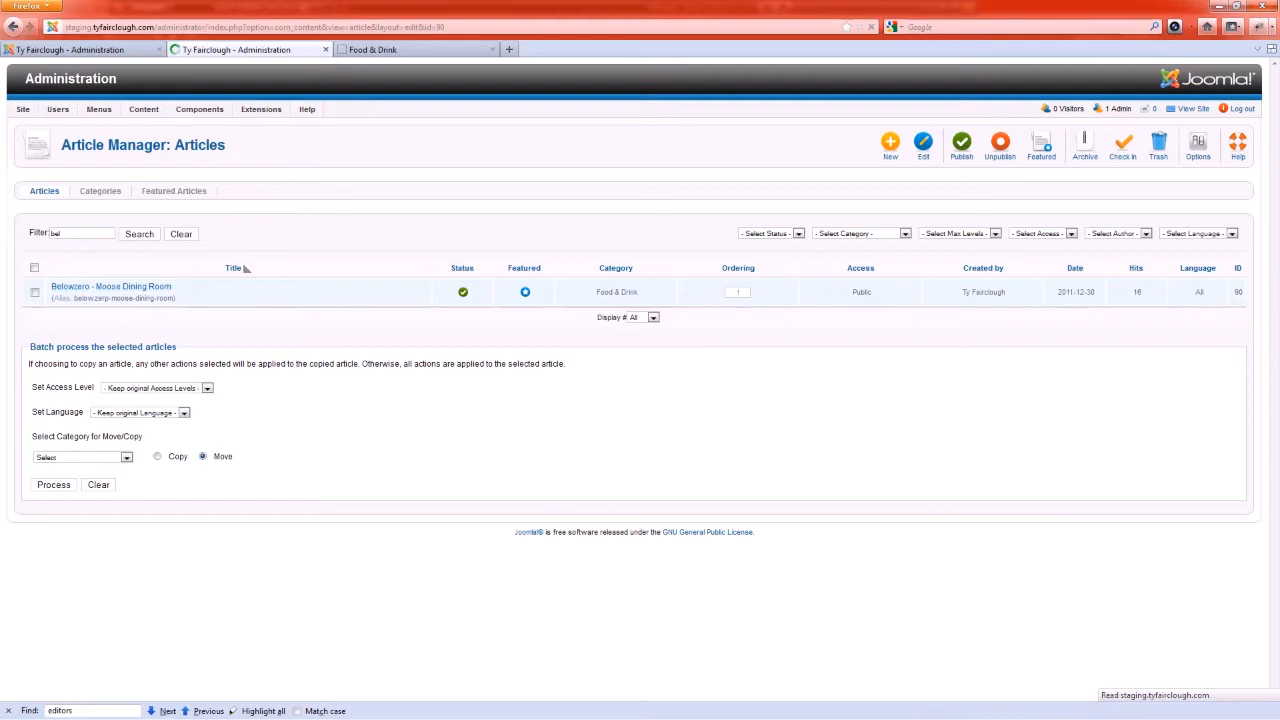 Firefox
staging.tyfairclough.com/administrator/index.php?option=com_content&view=article&layout=edit&id=90
Google
Ty Fairclough - Administration
Ty Fairclough - Administration
Food & Drink
Administration
Joomla!®
Site Users Menus Content Components Extensions Help
0 Visitors 1 Admin 0 View Site Log out
Article Manager: Articles
New Edit Publish Unpublish Featured Archive Check In Trash Options Help
Articles Categories Featured Articles
Filter: bel Search Clear - Select Status - - Select Category - - Select Max Levels - - Select Access - - Select Author - - Select Language -
Title Status Featured Category Ordering Access Created by Date Hits Language ID
Belowzero - Moose Dining Room
Food & Drink 1 Public Ty Fairclough 2011-12-30 16 All 90
(Alias: belowzerp-moose-dining-room)
Display # All
Batch process the selected articles
If choosing to copy an article, any other actions selected will be applied to the copied article. Otherwise, all actions are applied to the selected article.
Set Access Level - Keep original Access Levels -
Set Language - Keep original Language -
Select Category for Move/Copy
Select Copy Move
Process Clear
Joomla!® is free software released under the GNU General Public License.
Read staging.tyfairclough.com
Find: editors Next Previous Highlight all Match case